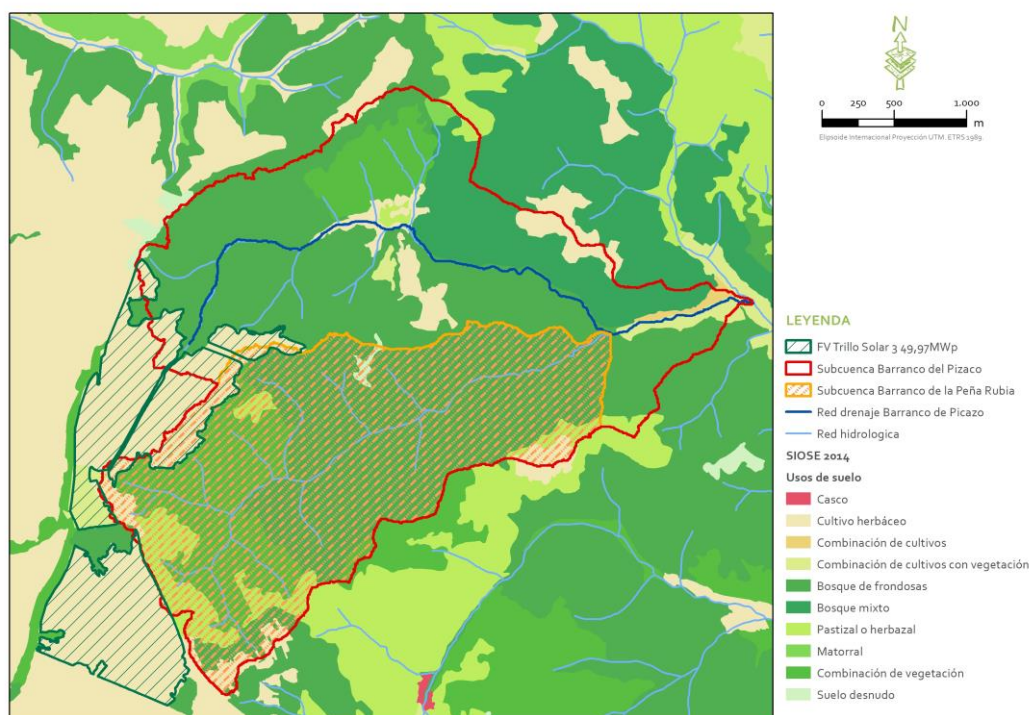 N
0 250 500 1.000
m
Elipsoide Internacional Proyección UTM. ETRS 1989.
LEYENDA
FV Trillo Solar 3 49,97MWp
Subcuenca Barranco del Pizaco
Subcuenca Barranco de la Peña Rubia
Red drenaje Barranco de Picazo
Red hidrologica
SIOSE 2014
Usos de suelo
Casco
Cultivo herbáceo
Combinación de cultivos
Combinación de cultivos con vegetación
Bosque de frondosas
Bosque mixto
Pastizal o herbazal
Matorral
Combinación de vegetación
Suelo desnudo